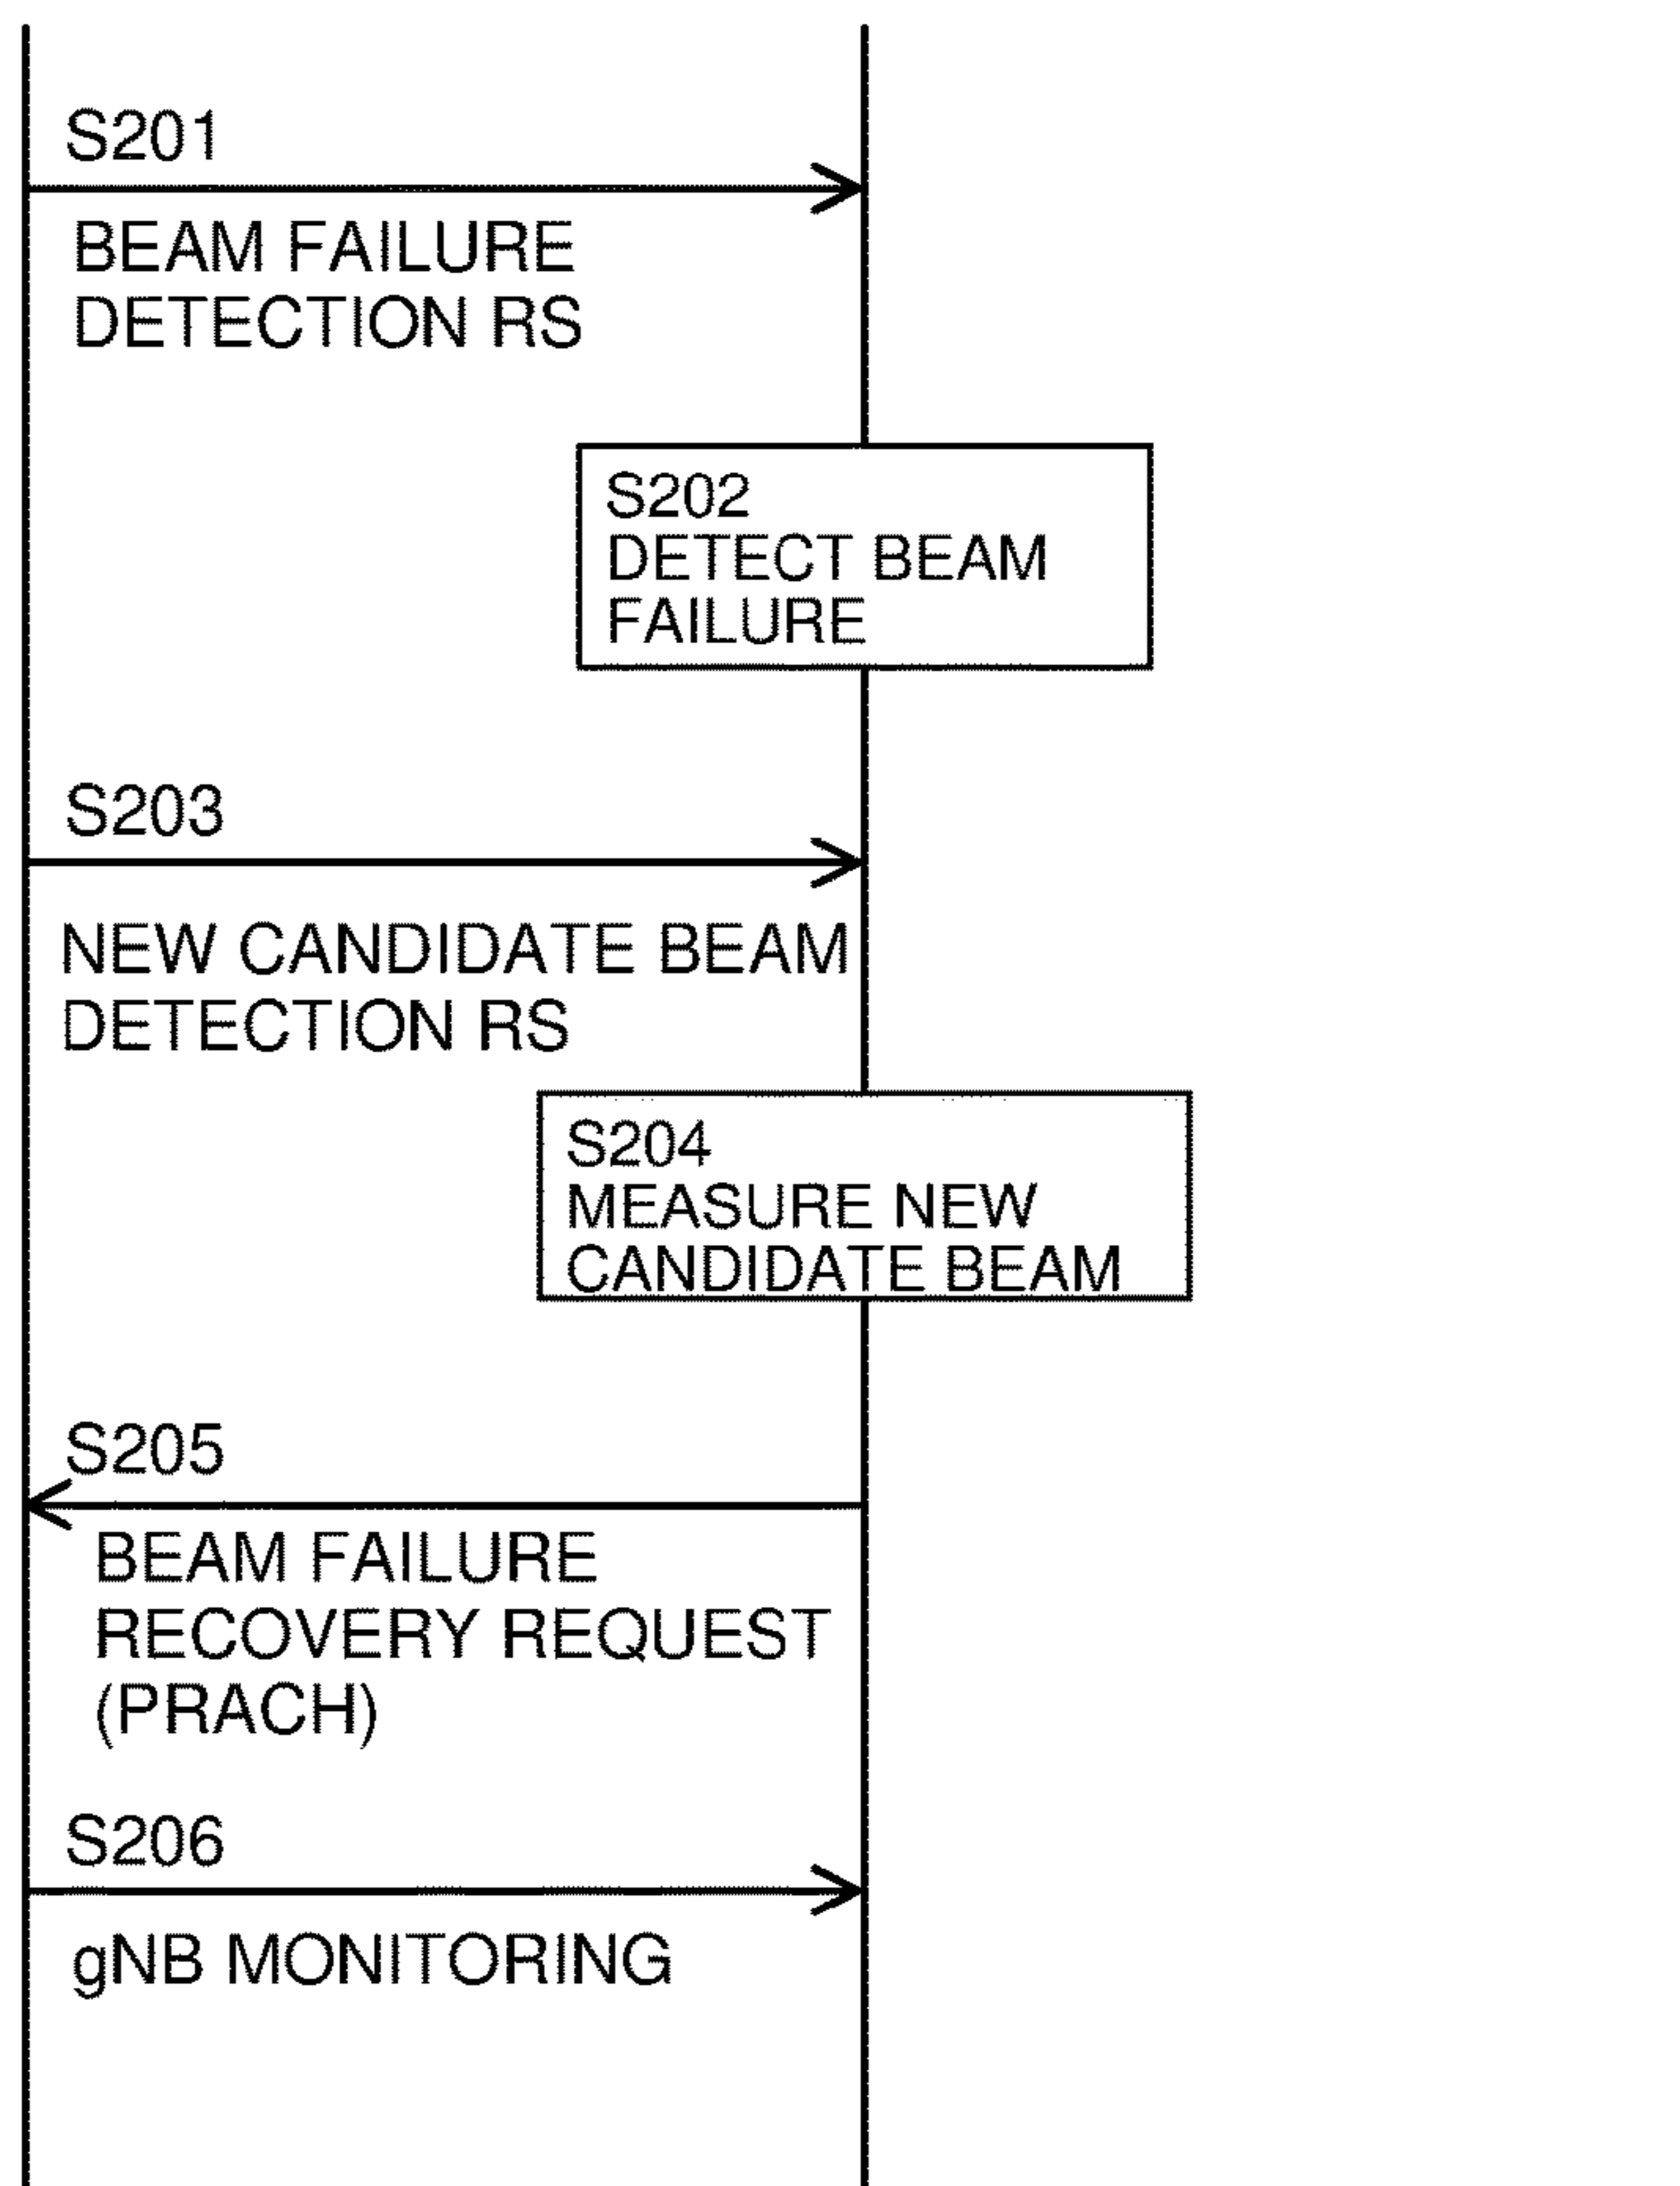 S201
BEAM FAILURE
DETECTION RS
S202
DETECT BEAM
FAILURE
S203
NEW CANDIDATE BEAM
DETECTION RS
S204
MEASURE NEW
CANDIDATE BEAM
S205
BEAM FAILURE
RECOVERY REQUEST
(PRACH)
S206
gNB MONITORING